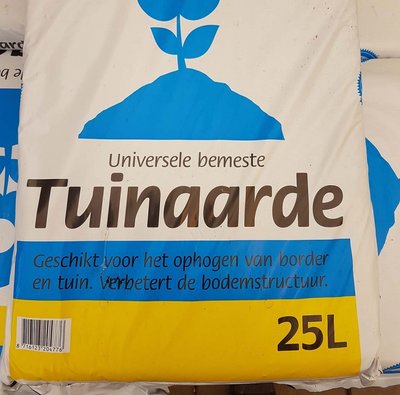 Universele bemeste
Tuinaarde
Geschikt voor het ophogen van border
en tuin. Verbetert de bodemstructuur.
25L